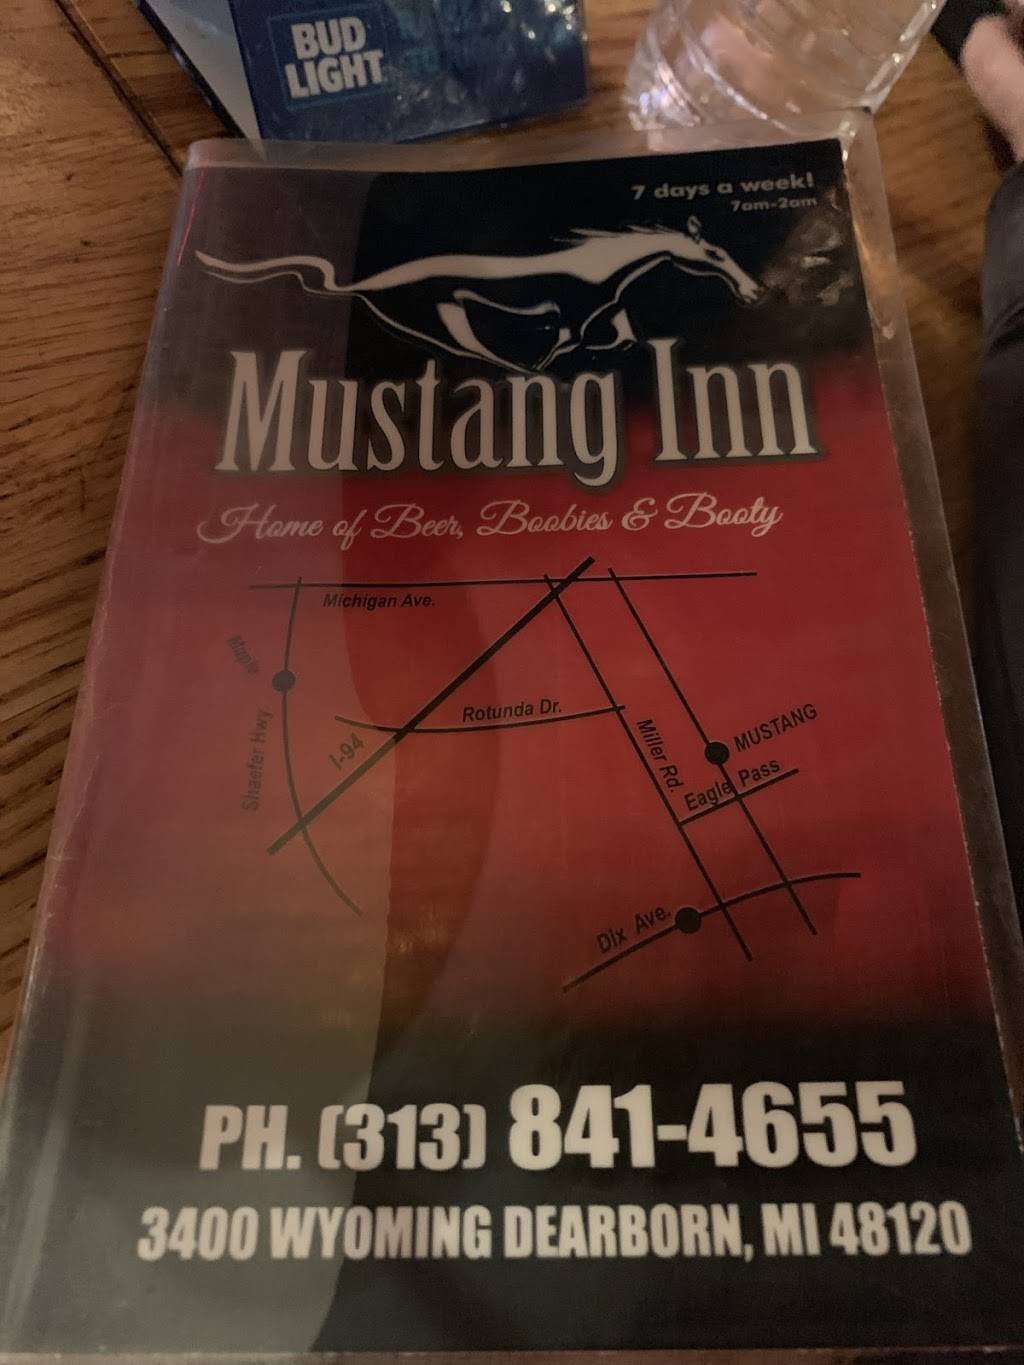 BUD
LIGHT
7 days a week!
7am-2am
Mustang Inn
Home of Beer, Boobies & Booty
Michigan Ave.
Maple
Shaefer Hwy.
I-94
Rotunda Dr.
Miller Rd.
MUSTANG
Eagle Pass
Dix Ave.
PH. (313) 841-4655
3400 WYOMING DEARBORN, MI 48120